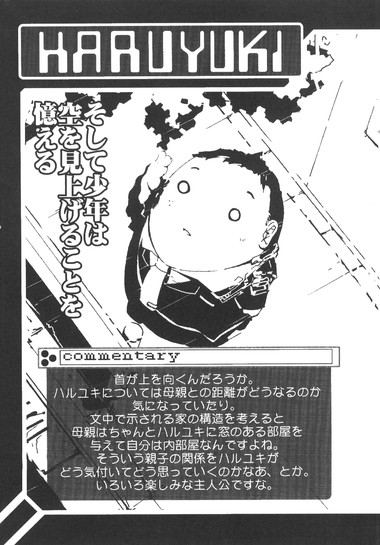 HARUYUKI
そして少年は
空を見上げることを
憶える
commentary
首が上を向くんだろうか。
ハルユキについては母親との距離がどうなるのか
気になっていたり。
文中で示される家の構造を考えると
母親はちゃんとハルユキに窓のある部屋を
与えて自分は内部屋なんですよね。
そういう親子の関係をハルユキが
どう気付いてどう思っていくのかなあ、とか。
いろいろ楽しみな主人公ですな。